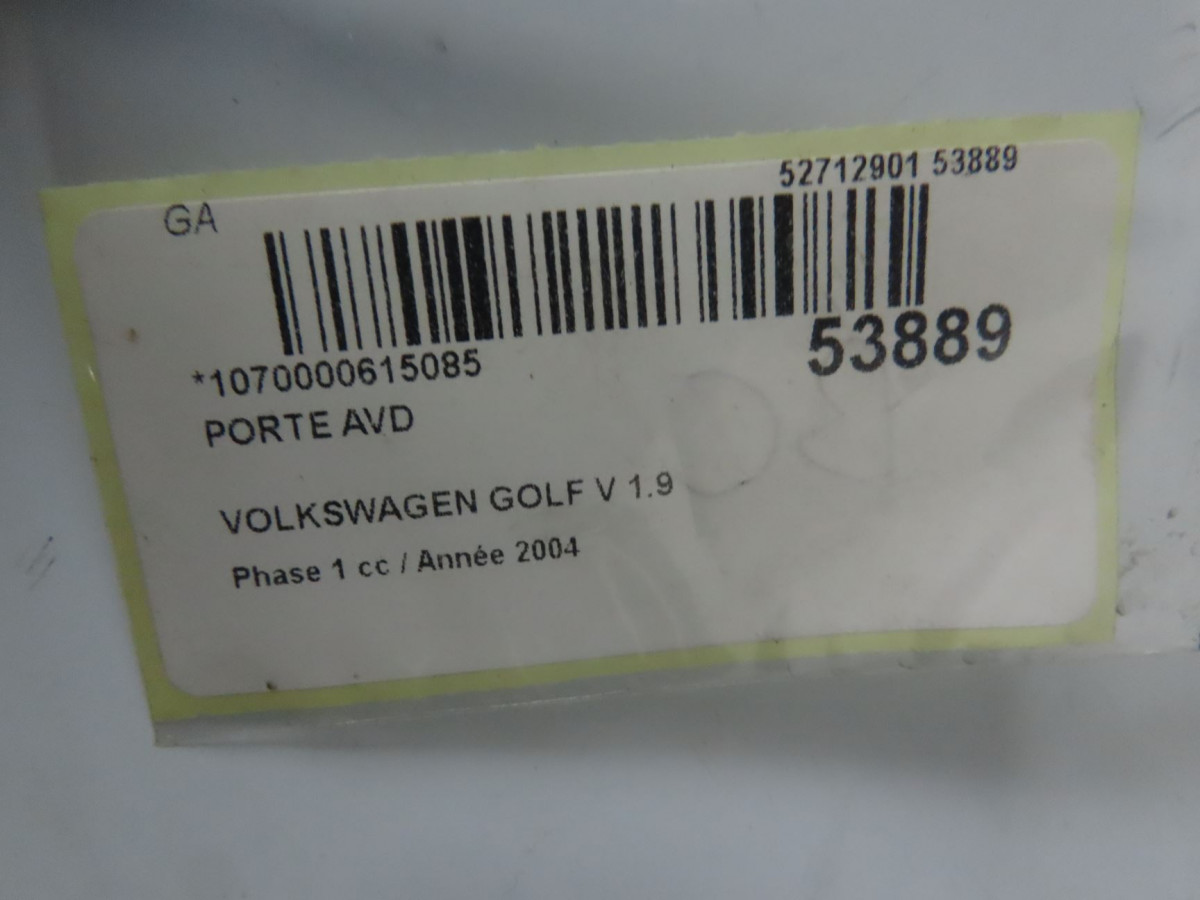 52712901 53889
GA
53889
*1070000615085
PORTE AVD
VOLKSWAGEN GOLF V 1.9
Phase 1 cc / Année 2004